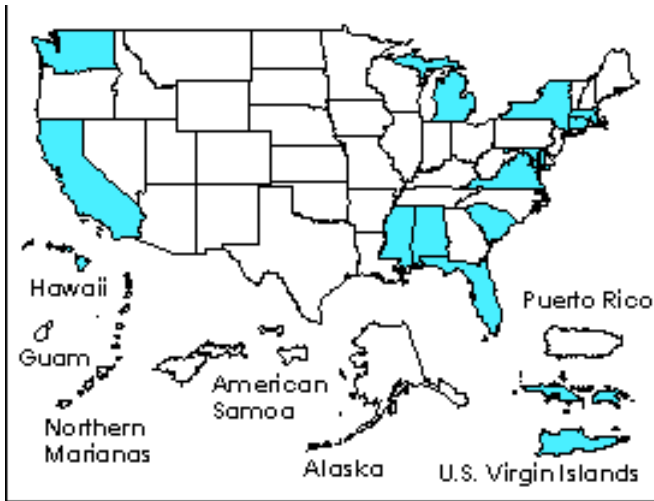 Hawaii
Puerto Rico
Guam
American
Samoa
Northern
Marianas
Alaska
U.S. Virgin Islands